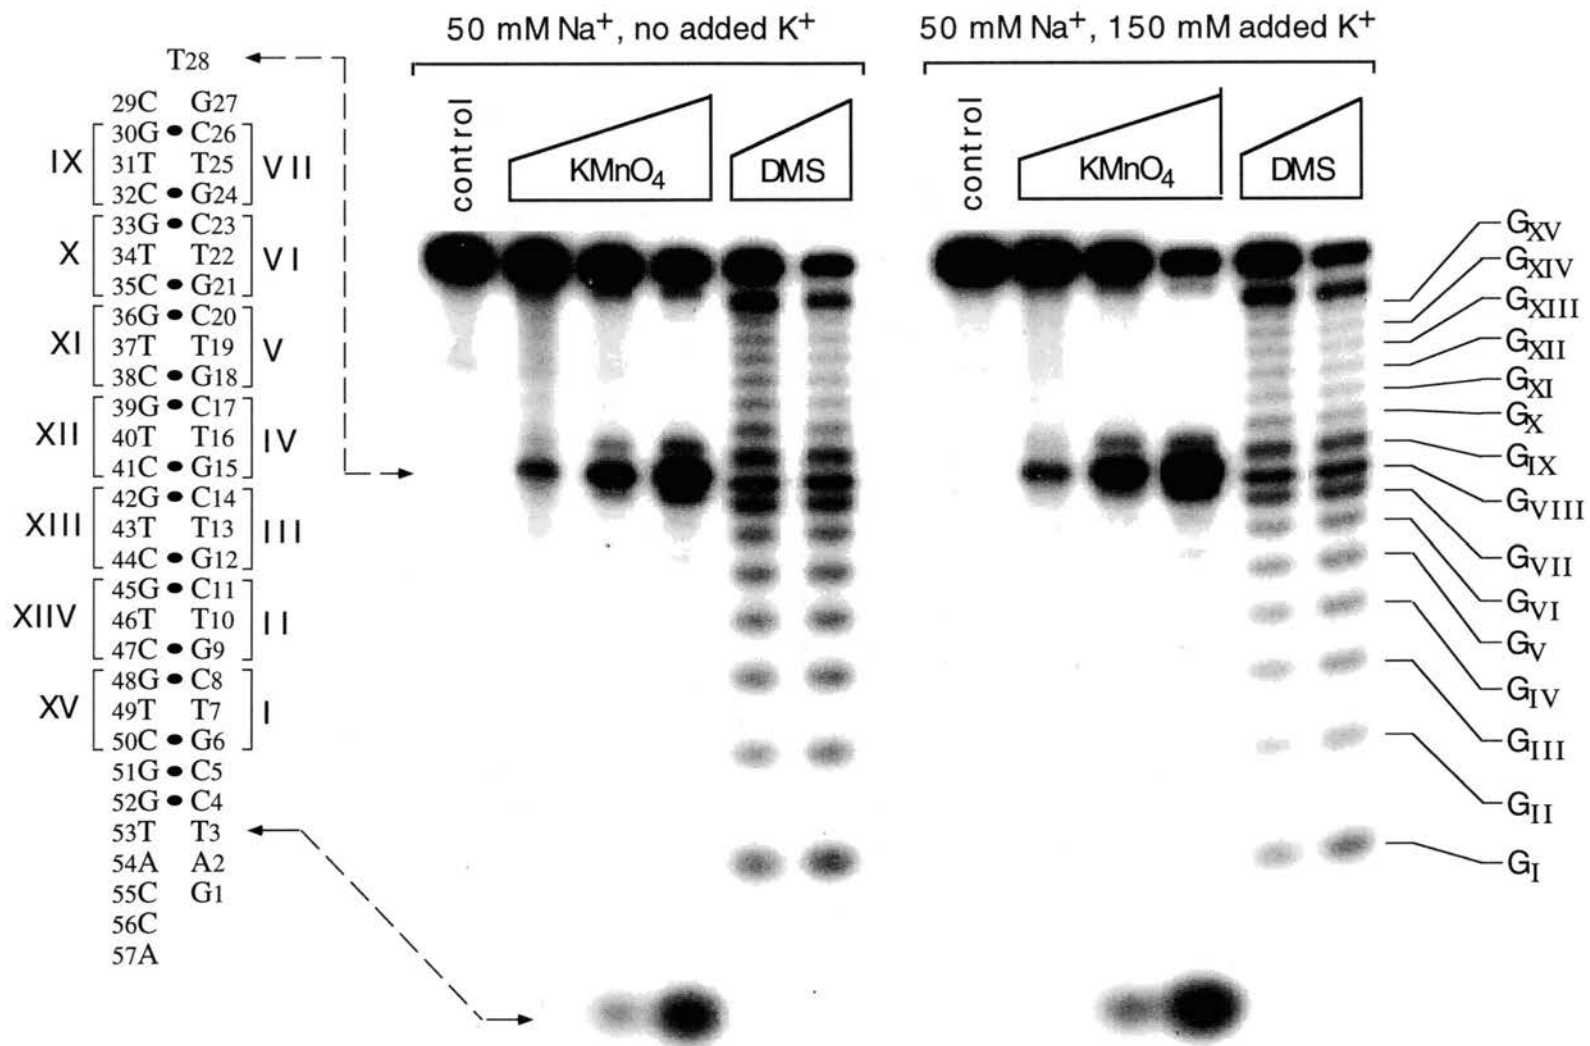 50 mM Na+, no added K+
50 mM Na+, 150 mM added K+
control
KMnO4
DMS
control
KMnO4
DMS
T28
29C G27
IX 30G • C26 VII
31T T25
32C • G24
X 33G • C23 VI
34T T22
35C • G21
XI 36G • C20 V
37T T19
38C • G18
XII 39G • C17 IV
40T T16
41C • G15
XIII 42G • C14 III
43T T13
44C • G12
XIIV 45G • C11 II
46T T10
47C • G9
XV 48G • C8 I
49T T7
50C • G6
51G • C5
52G • C4
53T T3
54A A2
55C G1
56C
57A
GXV
GXIV
GXIII
GXII
GXI
GX
GIX
GVIII
GVII
GVI
GV
GIV
GIII
GII
GI